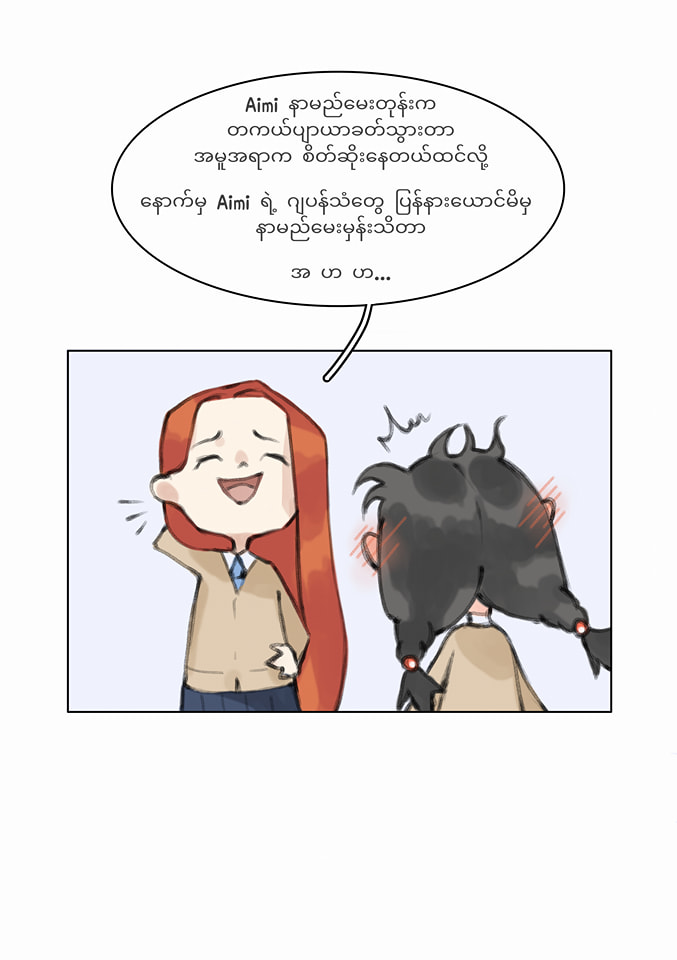 Aimi နာမည်မေးတုန်းက
တကယ်ပျာယာခတ်သွားတာ
အမူအရာက စိတ်ဆိုးနေတယ်ထင်လို့
နောက်မှ Aimi ရဲ့ ဂျပန်သံတွေ ပြန်နားယောင်မိမှ
နာမည်မေးမှန်းသိတာ
အ ဟ ဟ...